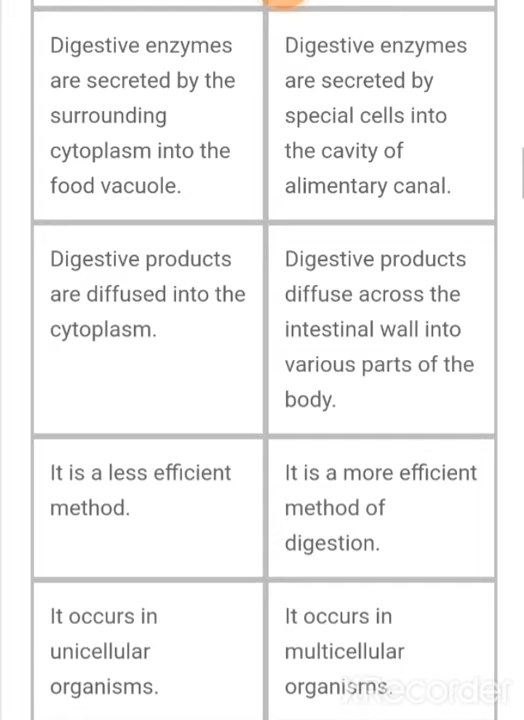 Digestive enzymes
are secreted by the
surrounding
cytoplasm into the
food vacuole.
Digestive enzymes
are secreted by
special cells into
the cavity of
alimentary canal.
Digestive products
are diffused into the
cytoplasm.
Digestive products
diffuse across the
intestinal wall into
various parts of the
body.
It is a less efficient
method.
It is a more efficient
method of
digestion.
It occurs in
unicellular
organisms.
It occurs in
multicellular
organisms.
XRecorder